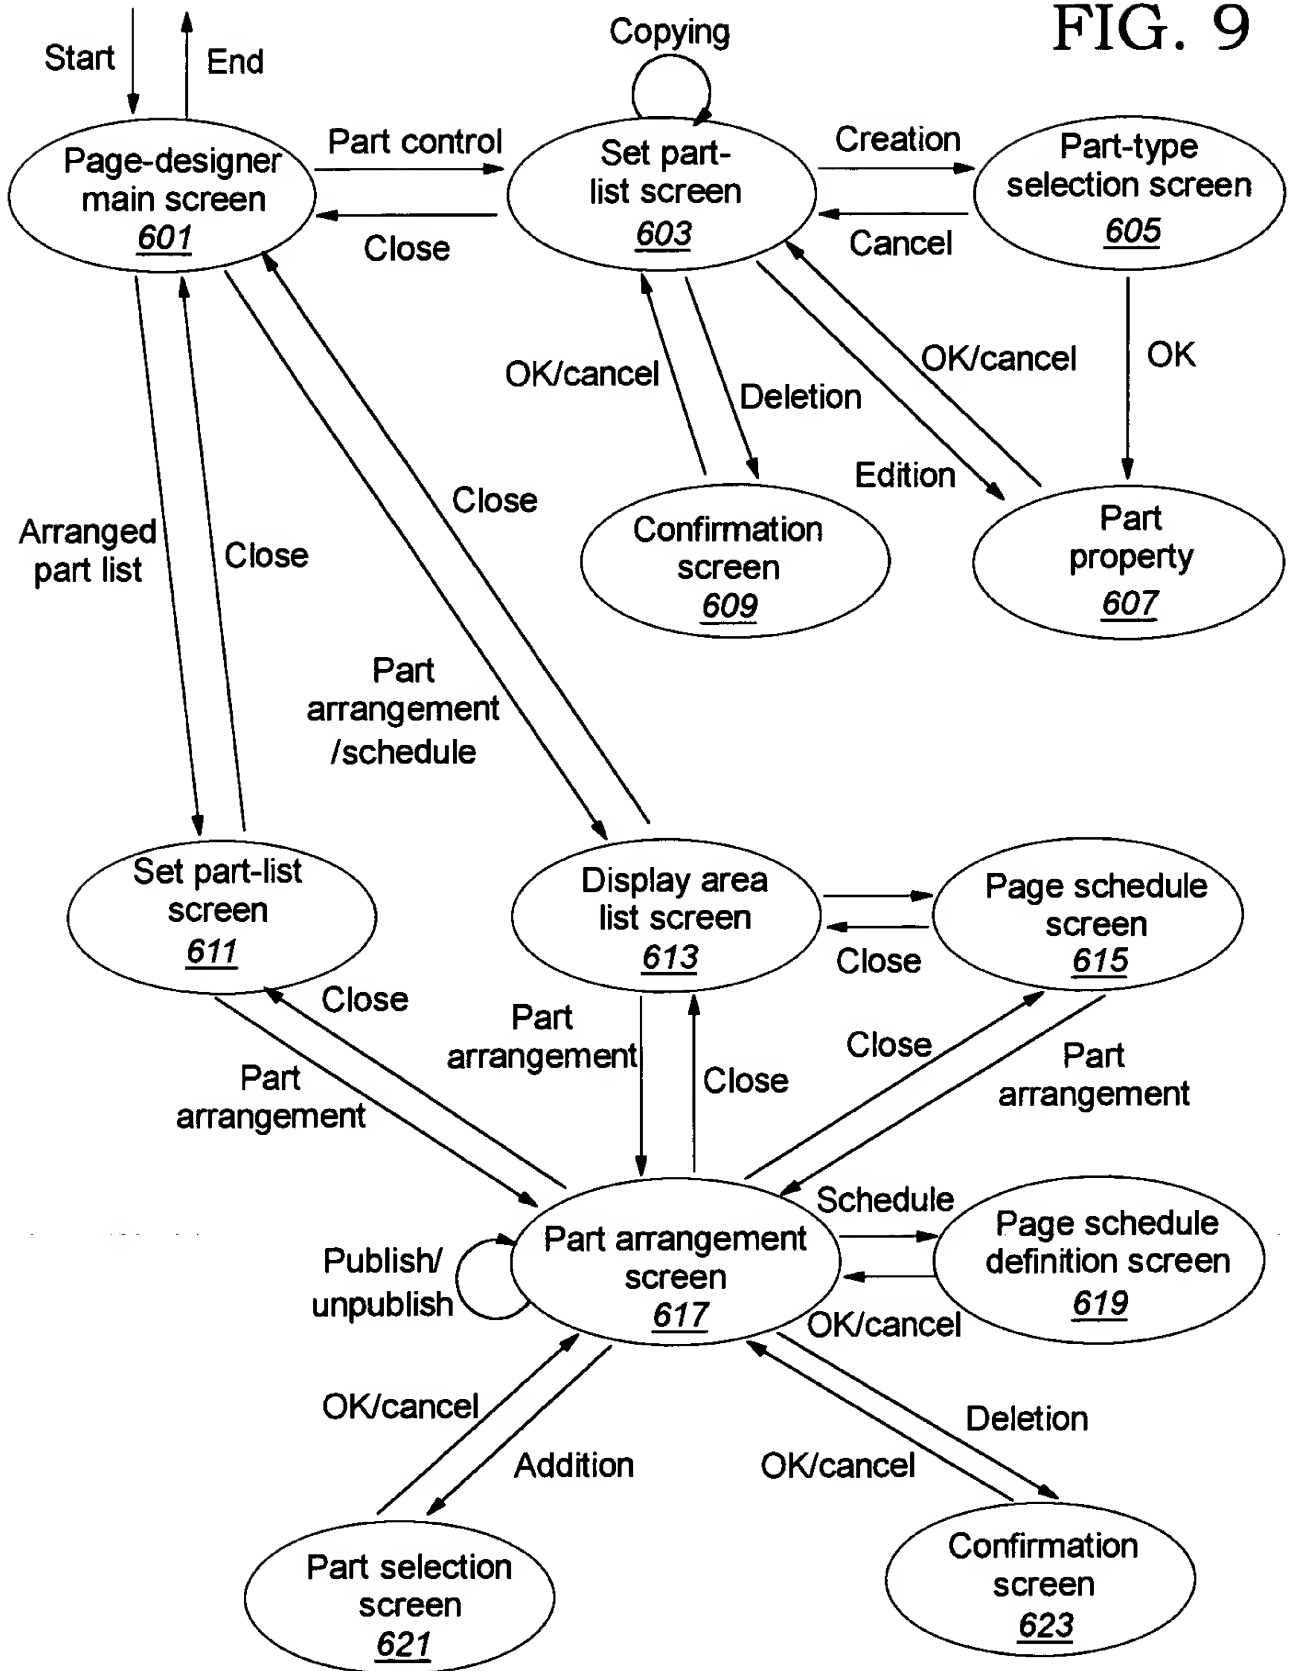 FIG. 9
Start
End
Copying
Page-designer
main screen
601
Part control
Close
Set part-
list screen
603
Creation
Cancel
Part-type
selection screen
605
OK/cancel
Deletion
OK/cancel
Edition
OK
Confirmation
screen
609
Part
property
607
Arranged
part list
Close
Close
Part
arrangement
/schedule
Set part-list
screen
611
Display area
list screen
613
Close
Page schedule
screen
615
Close
Part
arrangement
Part
arrangement
Close
Close
Part
arrangement
Publish/
unpublish
Part arrangement
screen
617
Schedule
OK/cancel
Page schedule
definition screen
619
OK/cancel
Addition
OK/cancel
Deletion
Part selection
screen
621
Confirmation
screen
623